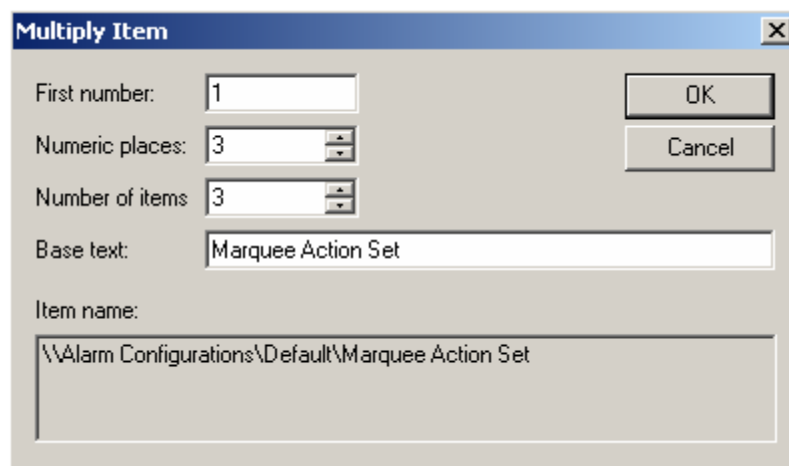 Multiply Item
First number: 1
OK
Numeric places: 3
Cancel
Number of items 3
Base text: Marquee Action Set
Item name:
\\Alarm Configurations\Default\Marquee Action Set